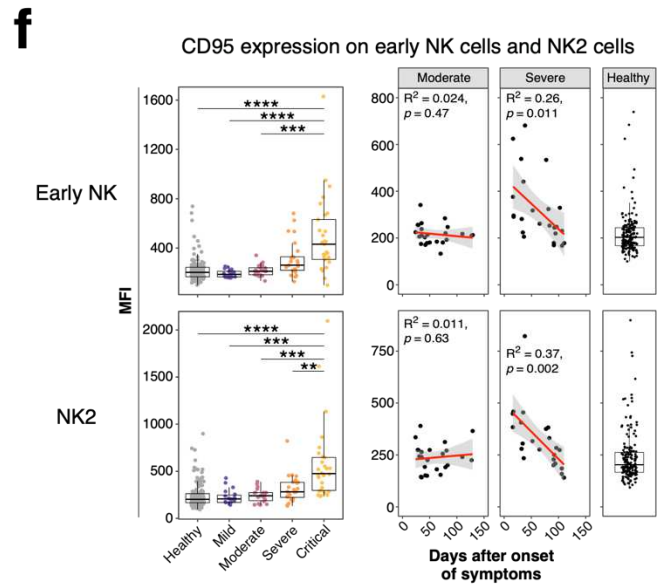 f
CD95 expression on early NK cells and NK2 cells
Early NK
NK2
MFI
1600
1200
800
400
****
****
***
2000
1500
1000
500
0
****
***
***
**
Healthy
Mild
Moderate
Severe
Critical
Moderate
Severe
Healthy
800
600
400
200
0
R² = 0.024,
p = 0.47
R² = 0.26,
p = 0.011
750
500
250
0
R² = 0.011,
p = 0.63
R² = 0.37,
p = 0.002
0 50 100 150
0 50 100 150
Days after onset
of symptoms